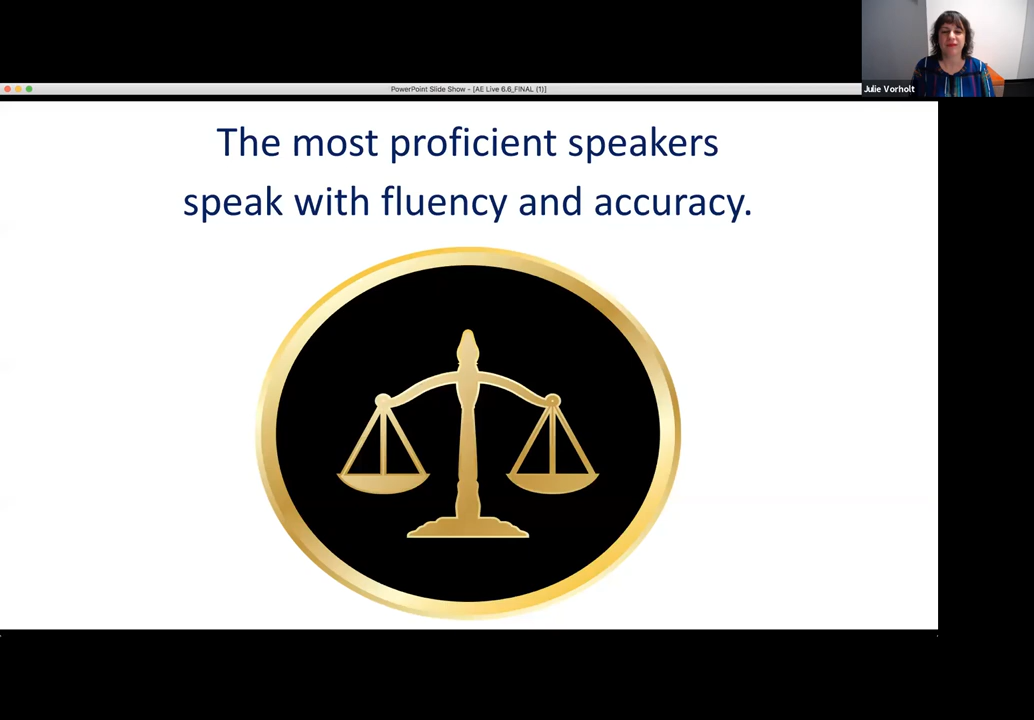 Julie Vorholt
PowerPoint Slide Show - [AE Live 6.6_FINAL (1)]
The most proficient speakers
speak with fluency and accuracy.